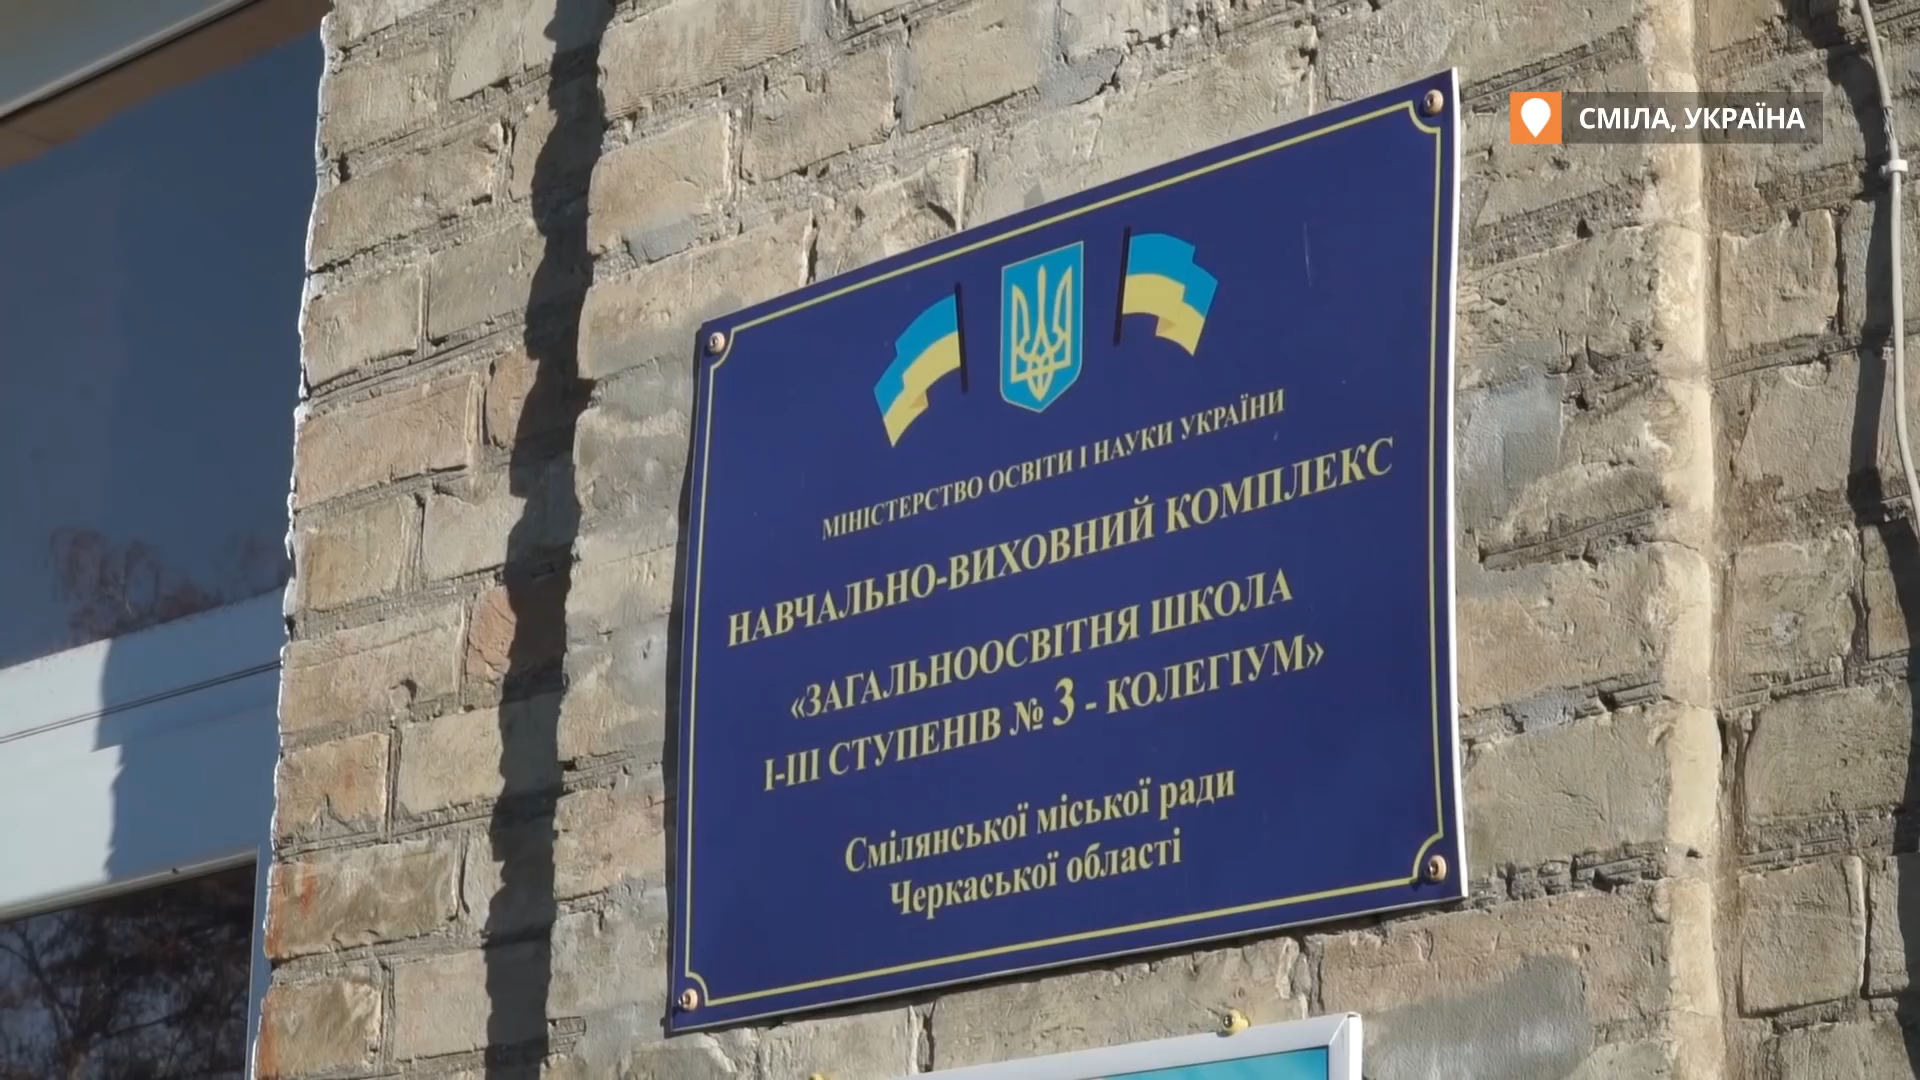 СМІЛА, УКРАЇНА
МІНІСТЕРСТВО ОСВІТИ І НАУКИ УКРАЇНИ
НАВЧАЛЬНО-ВИХОВНИЙ КОМПЛЕКС
«ЗАГАЛЬНООСВІТНЯ ШКОЛА
І-ІІІ СТУПЕНІВ № 3 - КОЛЕГІУМ»
Смілянської міської ради
Черкаської області